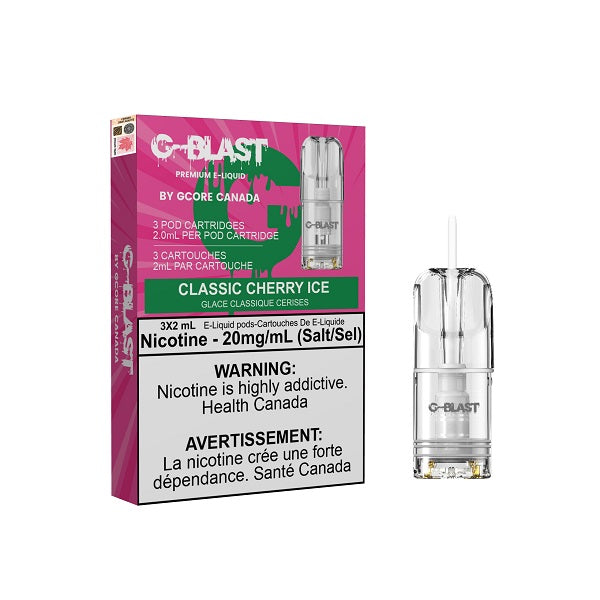 G-BLAST
PREMIUM E-LIQUID
BY GCORE CANADA
3 POD CARTRIDGES
2.0mL PER POD CARTRIDGE
3 CARTOUCHES
2mL PAR CARTOUCHE
G-BLAST
CLASSIC CHERRY ICE
GLACE CLASSIQUE CERISES
3X2 mL E-Liquid pods-Cartouches De E-Liquide
Nicotine - 20mg/mL (Salt/Sel)
WARNING:
Nicotine is highly addictive.
Health Canada
AVERTISSEMENT:
La nicotine crée une forte
dépendance. Santé Canada
G-BLAST
BY GCORE CANADA
G-BLAST